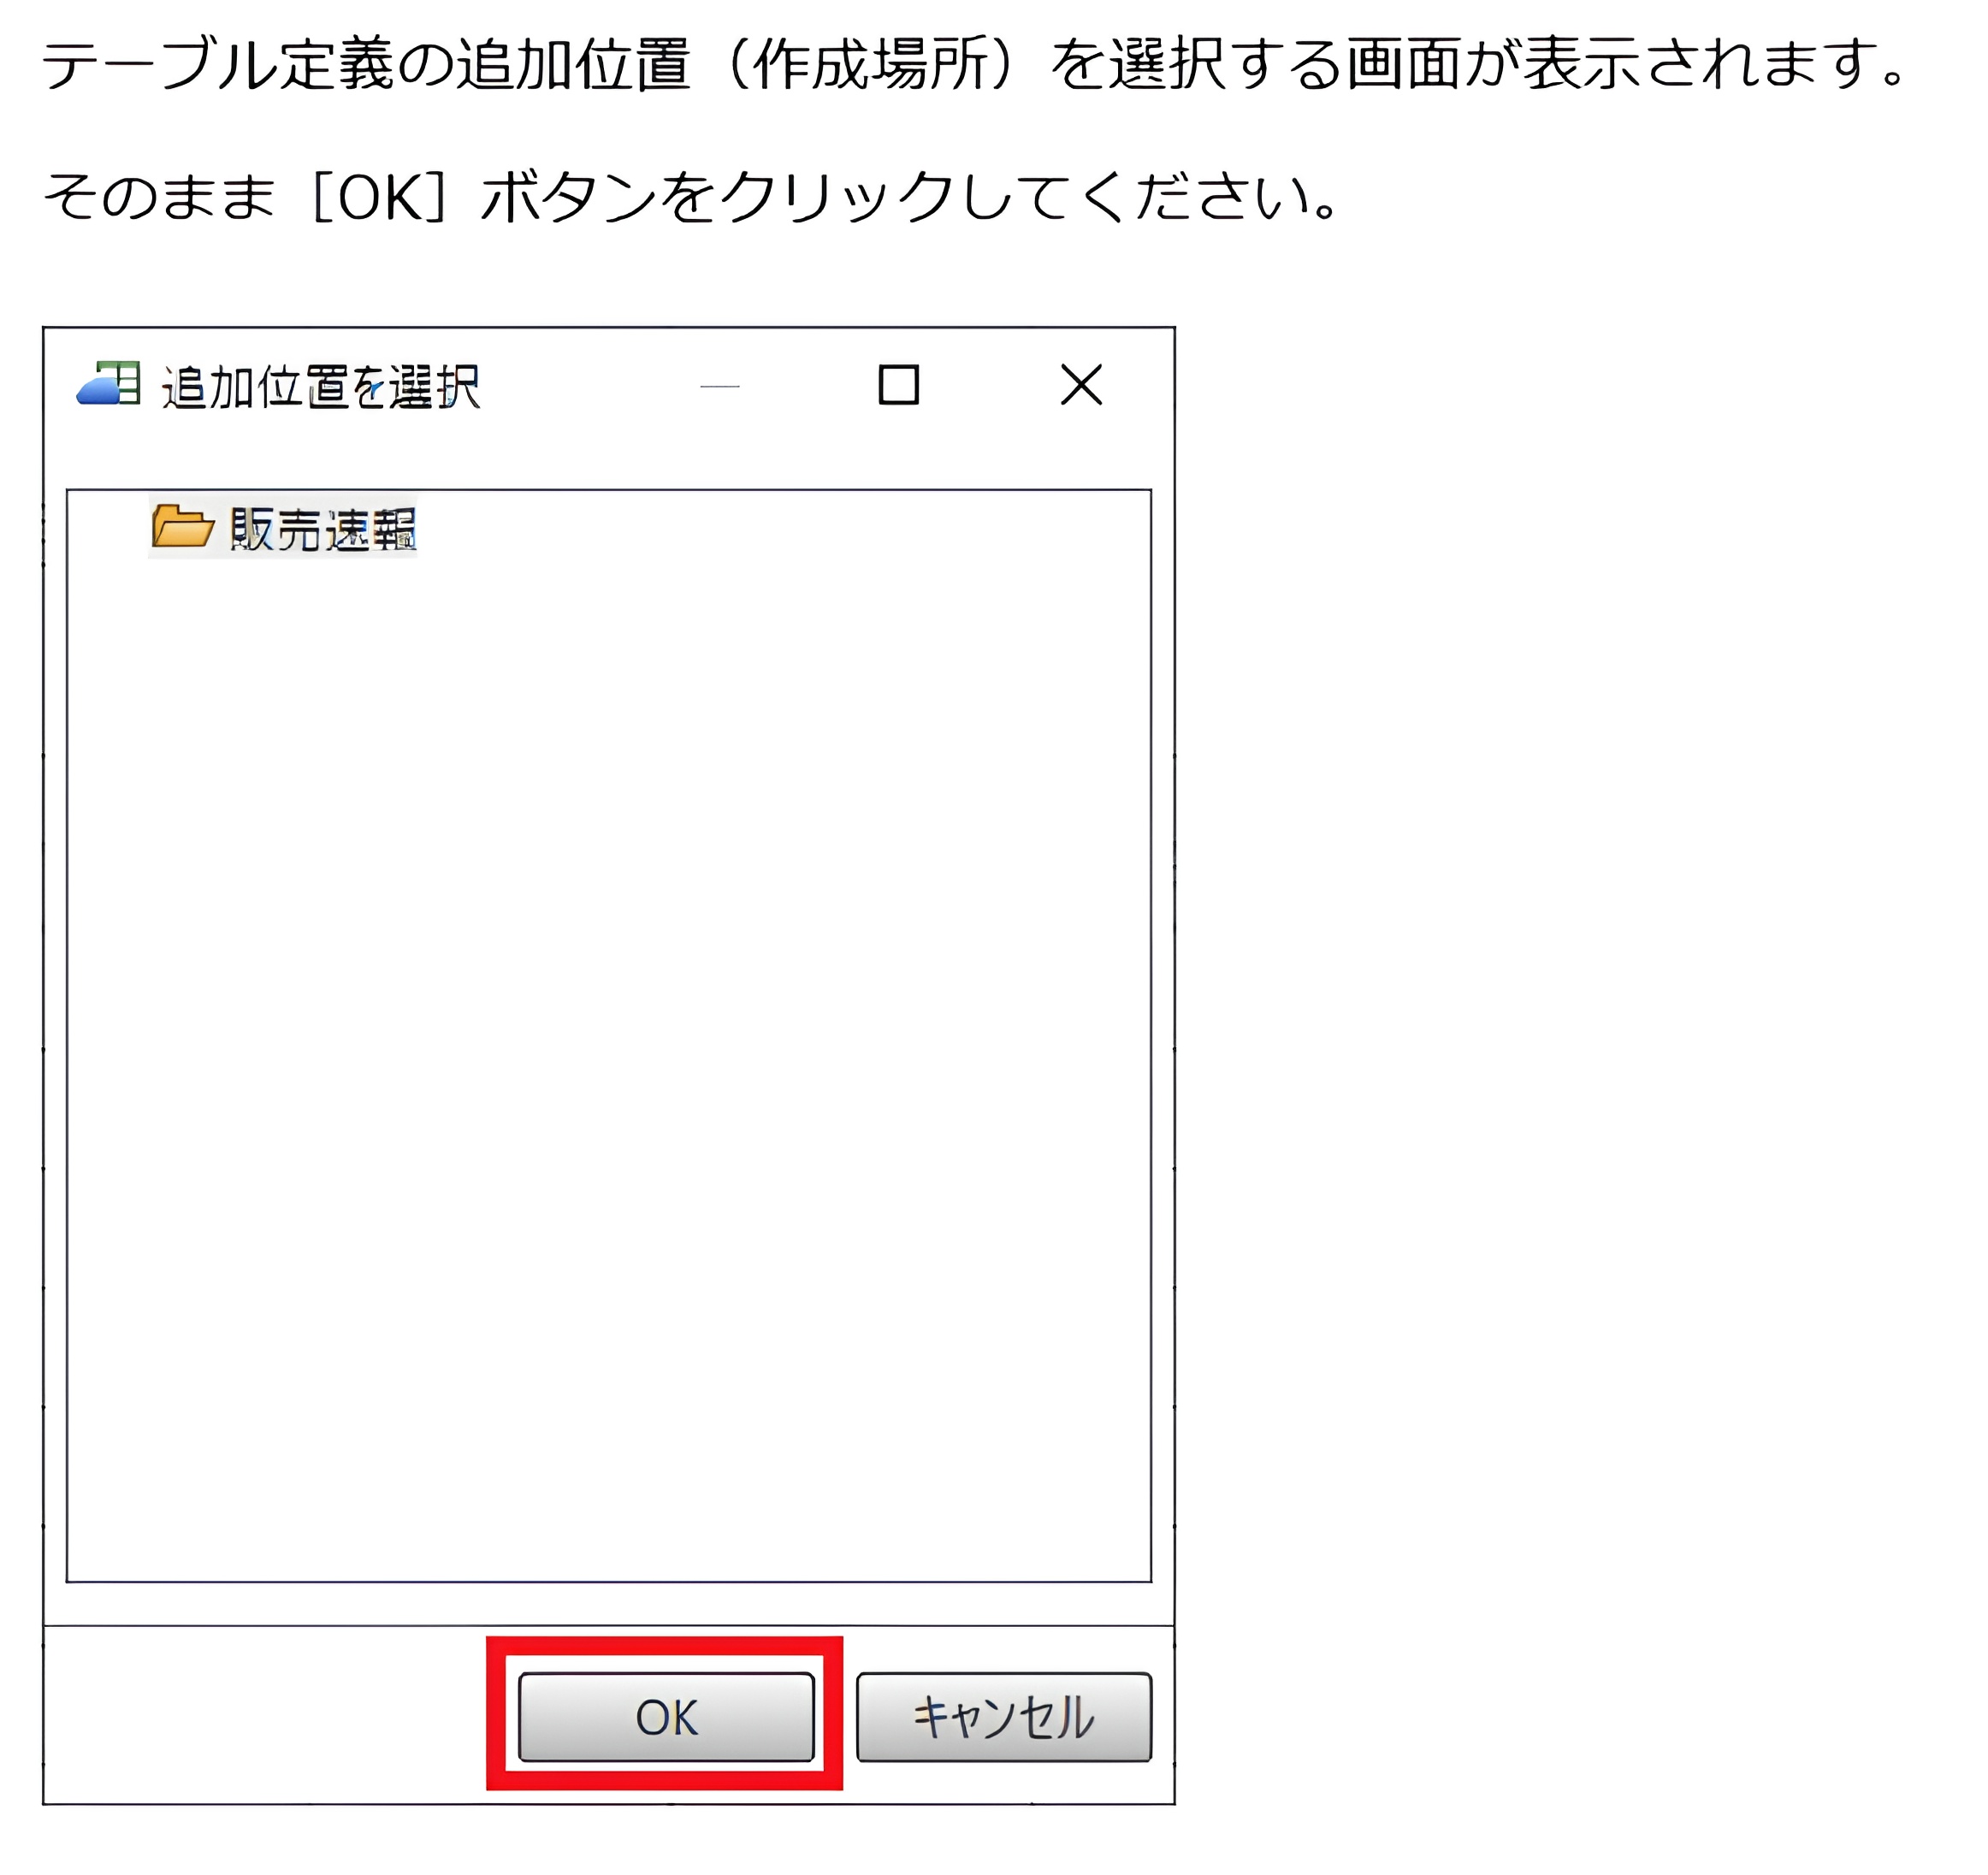 テーブル定義の追加位置（作成場所）を選択する画面が表示されます。
そのまま［OK］ボタンをクリックしてください。
追加位置を選択
販売速報
OK
キャンセル